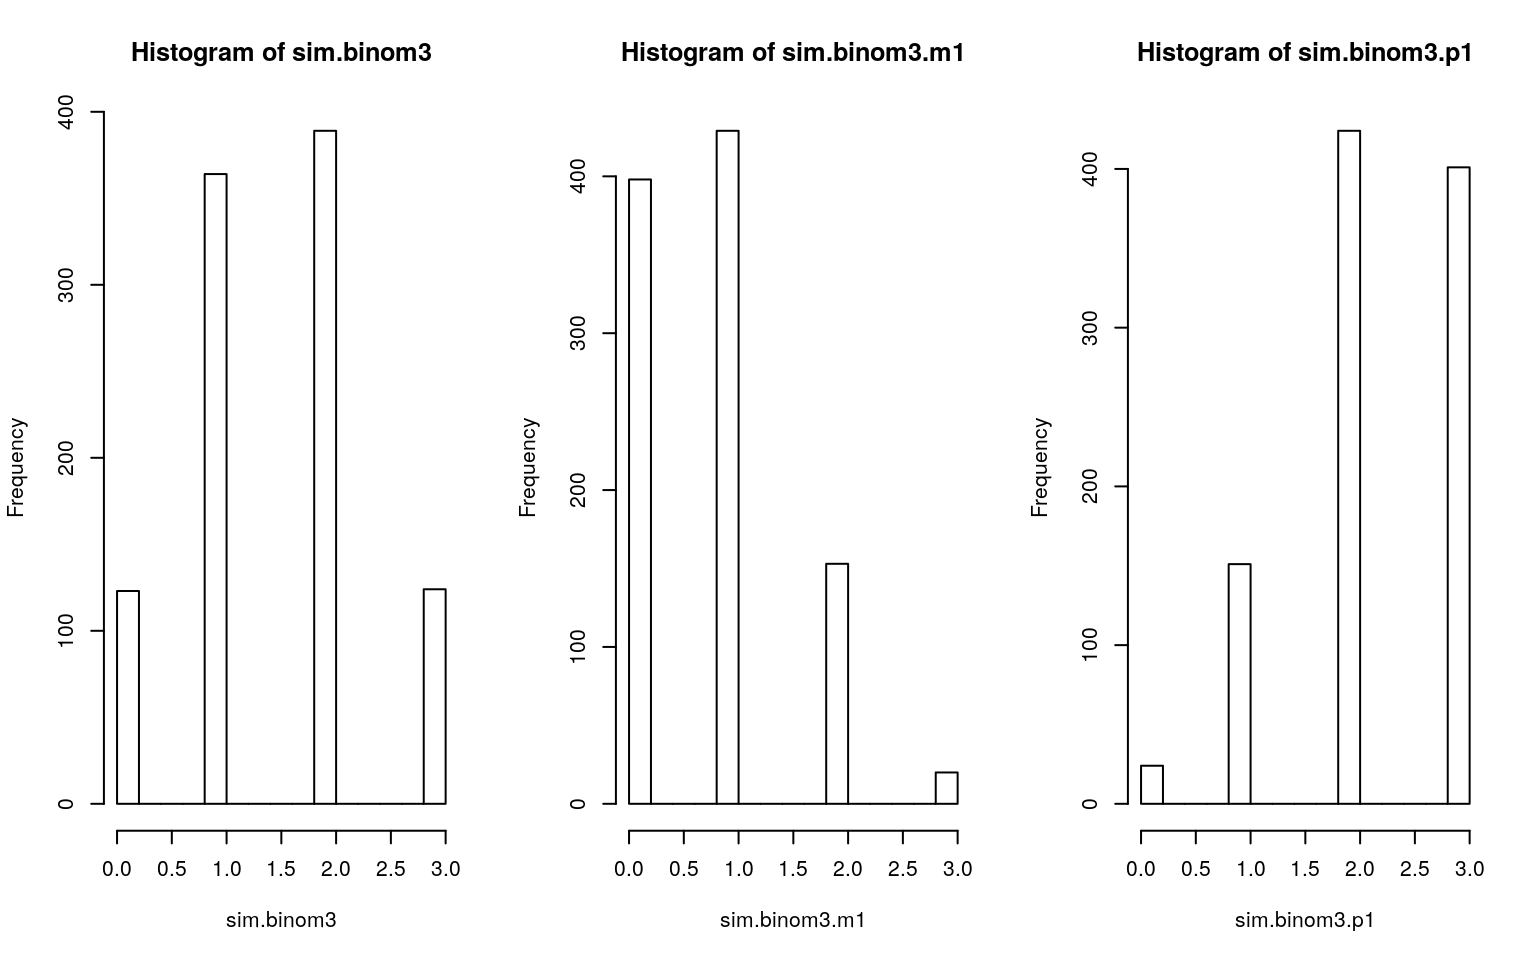 Histogram of sim.binom3
Frequency
400
300
200
100
0
0.0 0.5 1.0 1.5 2.0 2.5 3.0
sim.binom3
Histogram of sim.binom3.m1
Frequency
400
300
200
100
0
0.0 0.5 1.0 1.5 2.0 2.5 3.0
sim.binom3.m1
Histogram of sim.binom3.p1
Frequency
400
300
200
100
0
0.0 0.5 1.0 1.5 2.0 2.5 3.0
sim.binom3.p1